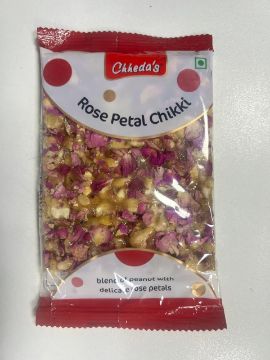 Chheda's
Rose Petal Chikki
blend of peanut with
delicate rose petals